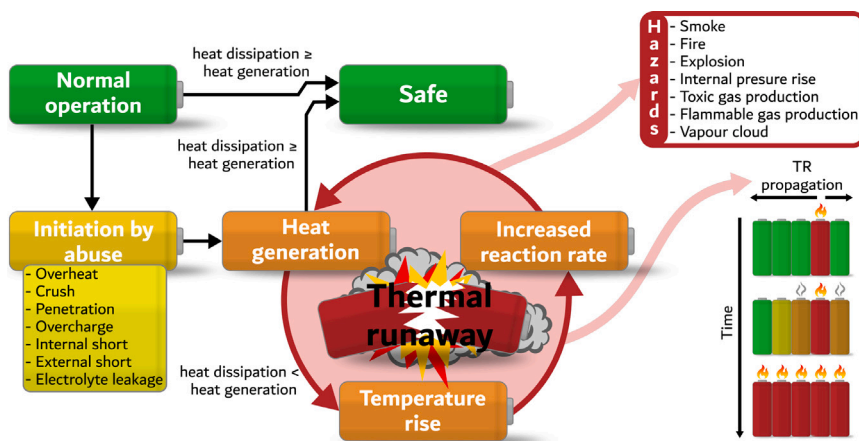 heat dissipation ≥
heat generation
Normal
operation
Safe
heat dissipation ≥
heat generation
Initiation by
abuse
- Overheat
- Crush
- Penetration
- Overcharge
- Internal short
- External short
- Electrolyte leakage
Heat
generation
Increased
reaction rate
Thermal
runaway
heat dissipation <
heat generation
Temperature
rise
Hazards
- Smoke
- Fire
- Explosion
- Internal presure rise
- Toxic gas production
- Flammable gas production
- Vapour cloud
TR
propagation
Time